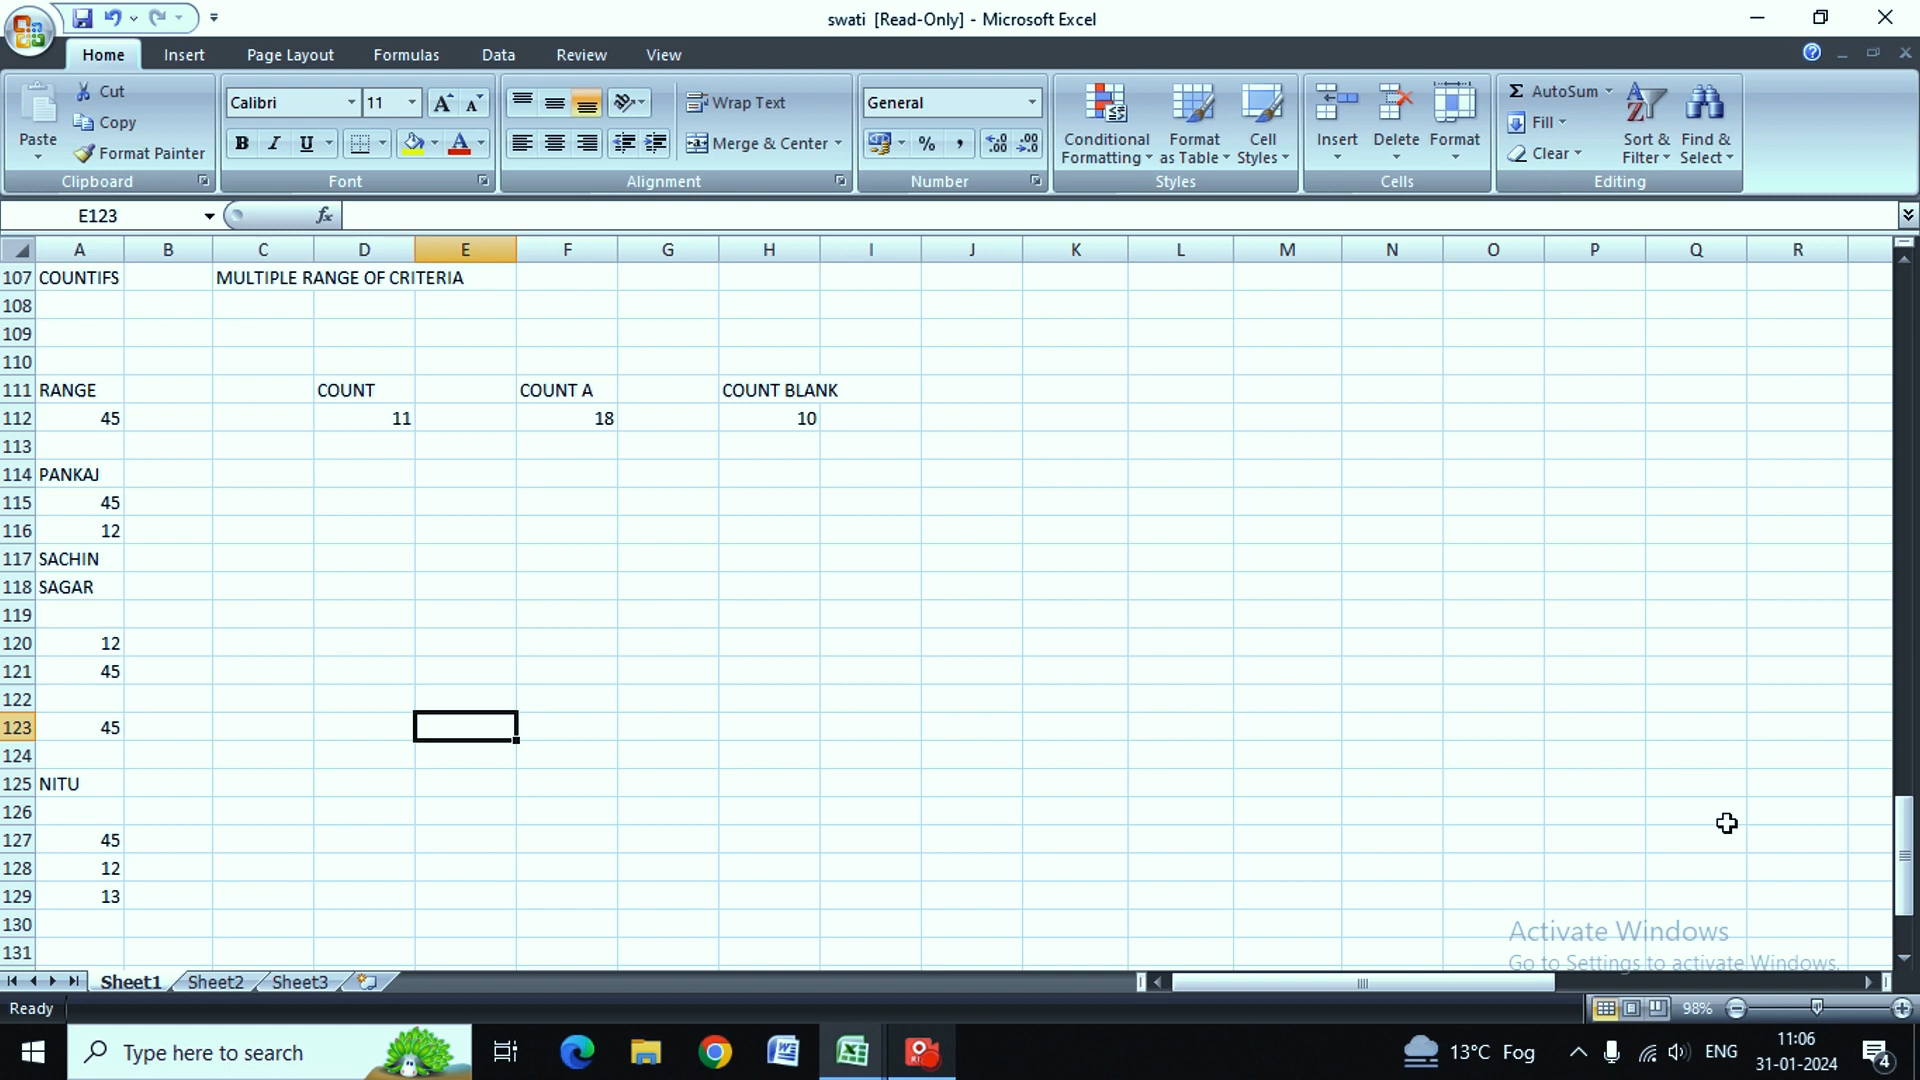 swati [Read-Only] - Microsoft Excel
Home Insert Page Layout Formulas Data Review View
Paste
Cut
Copy
Format Painter
Clipboard
Calibri 11
B I U
Font
Wrap Text
Merge & Center
Alignment
General
%
Number
Conditional Formatting
Format as Table
Cell Styles
Styles
Insert Delete Format
Cells
Σ AutoSum
Fill
Clear
Sort & Filter
Find & Select
Editing
E123 fx
A B C D E F G H I J K L M N O P Q R
107 COUNTIFS MULTIPLE RANGE OF CRITERIA
108
109
110
111 RANGE COUNT COUNT A COUNT BLANK
112 45 11 18 10
113
114 PANKAJ
115 45
116 12
117 SACHIN
118 SAGAR
119
120 12
121 45
122
123 45
124
125 NITU
126
127 45
128 12
129 13
130
131
Activate Windows
Go to Settings to activate Windows.
Sheet1 Sheet2 Sheet3
Ready 98%
Type here to search
13°C Fog
ENG
11:06
31-01-2024
4